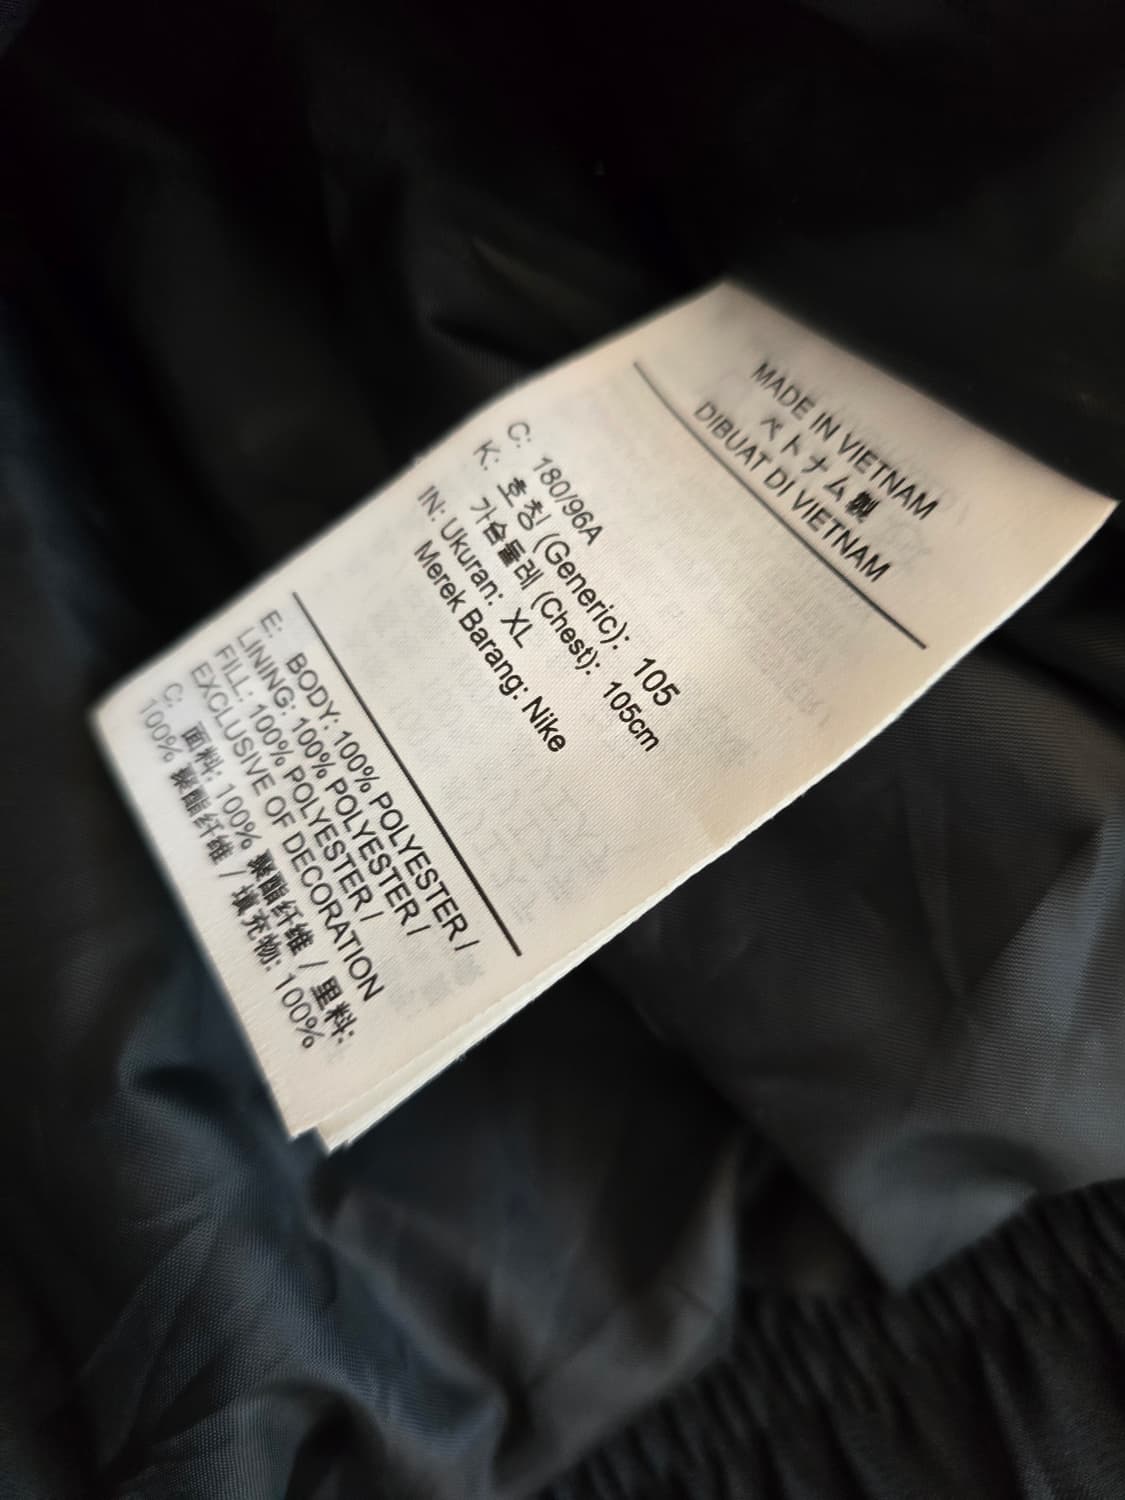 MADE IN VIETNAM
ベトナム製
DIBUAT DI VIETNAM
C: 180/96A
K: 호칭 (Generic): 105
가슴둘레 (Chest): 105cm
IN: Ukuran: XL
Merek Barang: Nike
E: BODY: 100% POLYESTER /
LINING: 100% POLYESTER /
FILL: 100% POLYESTER /
EXCLUSIVE OF DECORATION
C: 面料: 100% 聚酯纤维 / 里料:
100% 聚酯纤维 / 填充物: 100%